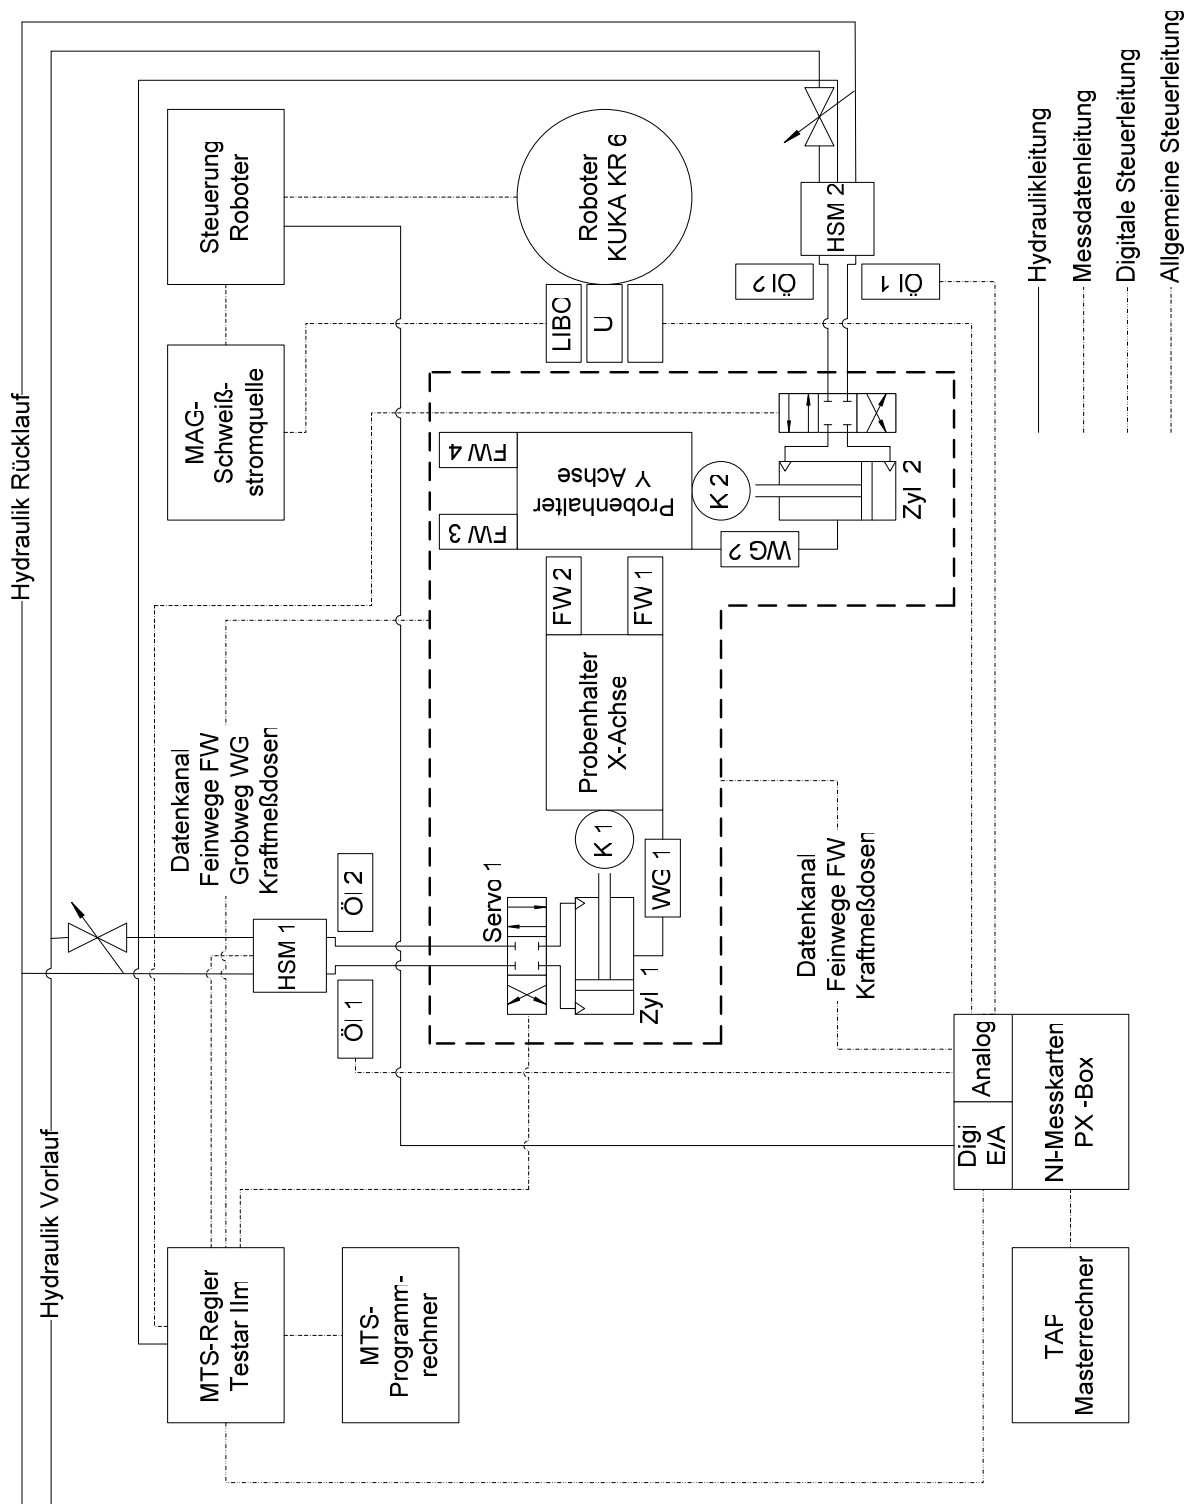 Hydraulik Vorlauf
Hydraulik Rücklauf
MTS-Regler
Testar IIm
MTS-
Programm-
rechner
TAF
Masterrechner
Datenkanal
Feinwege FW
Grobweg WG
Kraftmeßdosen
HSM 1
Öl 1
Öl 2
Servo 1
Zyl 1
K 1
WG 1
Probenhalter
X-Achse
FW 2
FW 1
Digi
E/A
Analog
NI-Messkarten
PX -Box
Datenkanal
Feinwege FW
Kraftmeßdosen
MAG-
Schweiß-
stromquelle
Steuerung
Roboter
FW 3
FW 4
Probenhalter
Y Achse
K 2
WG 2
Zyl 2
LIBO
U
Roboter
KUKA KR 6
Öl 2
Öl 1
HSM 2
Hydraulikleitung
Messdatenleitung
Digitale Steuerleitung
Allgemeine Steuerleitung